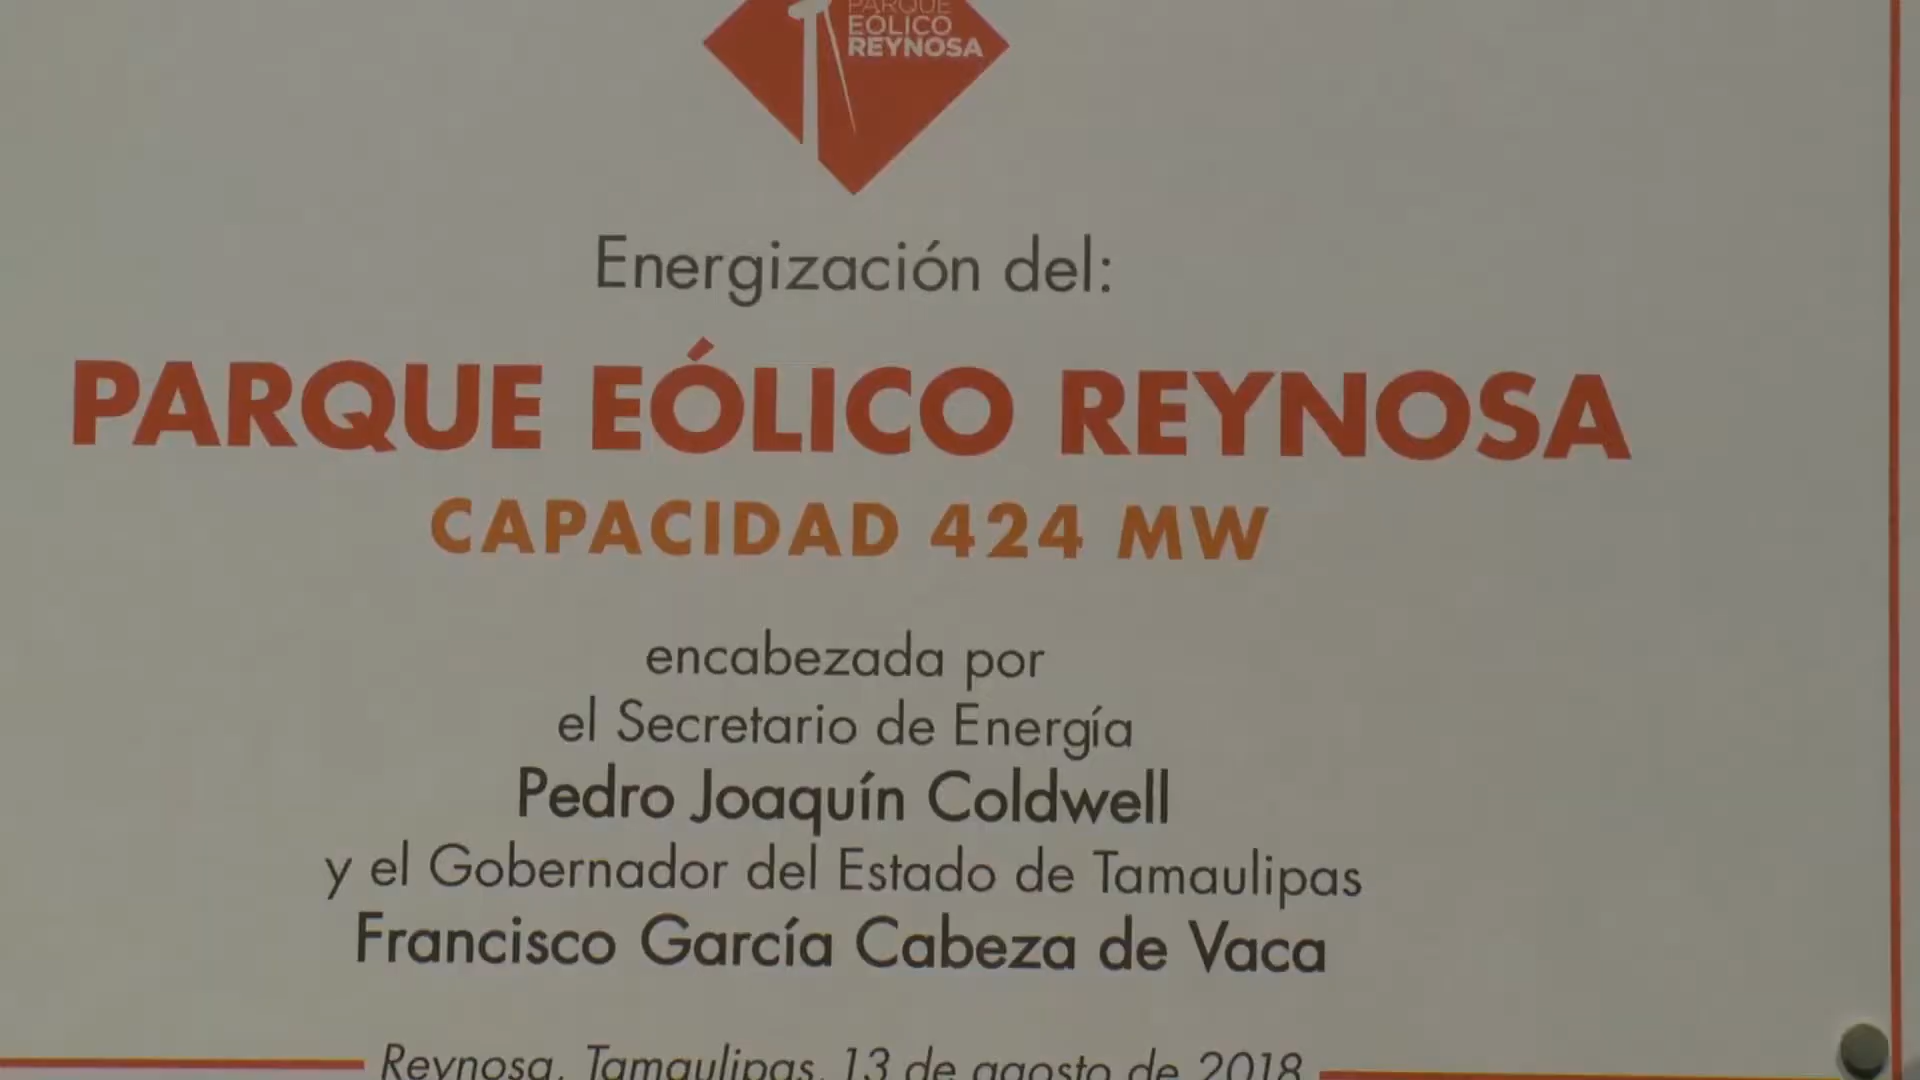 PARQUE
EÓLICO
REYNOSA
Energización del:
PARQUE EÓLICO REYNOSA
CAPACIDAD 424 MW
encabezada por
el Secretario de Energía
Pedro Joaquín Coldwell
y el Gobernador del Estado de Tamaulipas
Francisco García Cabeza de Vaca
Reynosa, Tamaulipas, 13 de agosto de 2018